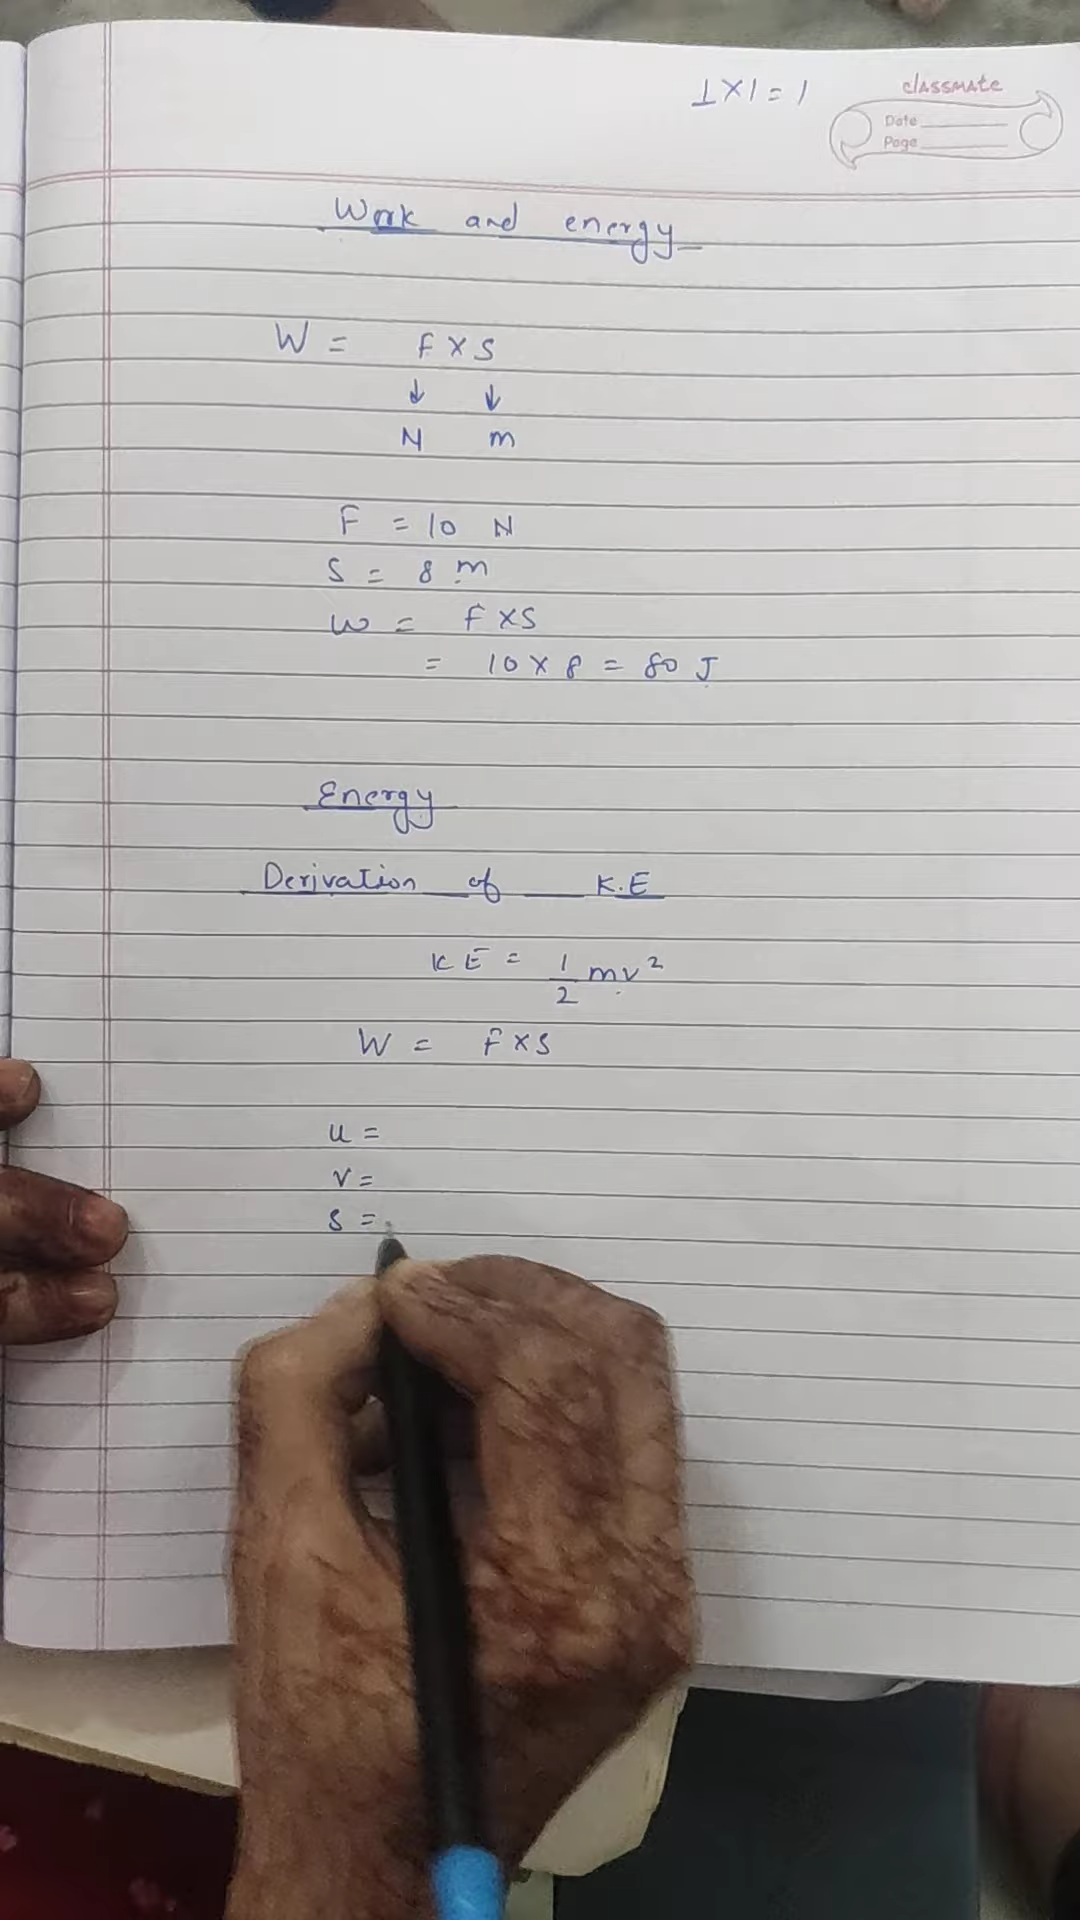 1 X 1 = 1
classmate
Date
Page
Work and energy
W = F X S
↓ ↓
N m
F = 10 N
S = 8 m
W = F X S
= 10 X 8 = 80 J
Energy
Derivation of K.E
KE = 1/2 mv²
W = F X S
u =
v =
s =